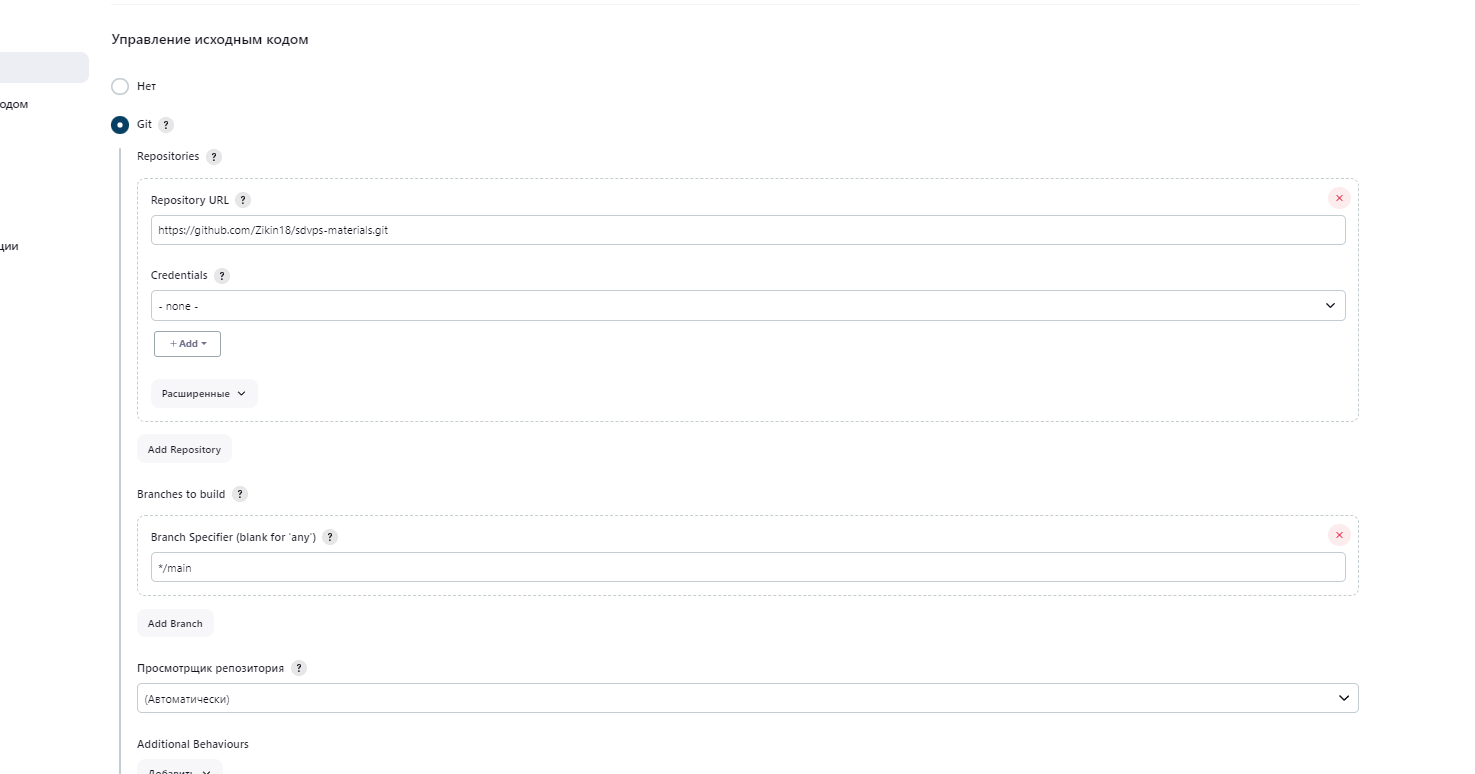 Управление исходным кодом
Нет
одом
Git ?
Repositories ?
Repository URL ?
https://github.com/Zikin18/sdvps-materials.git
ции
Credentials ?
- none -
+ Add
Расширенные
Add Repository
Branches to build ?
Branch Specifier (blank for 'any') ?
*/main
Add Branch
Просмотрщик репозитория ?
(Автоматически)
Additional Behaviours
Добавить